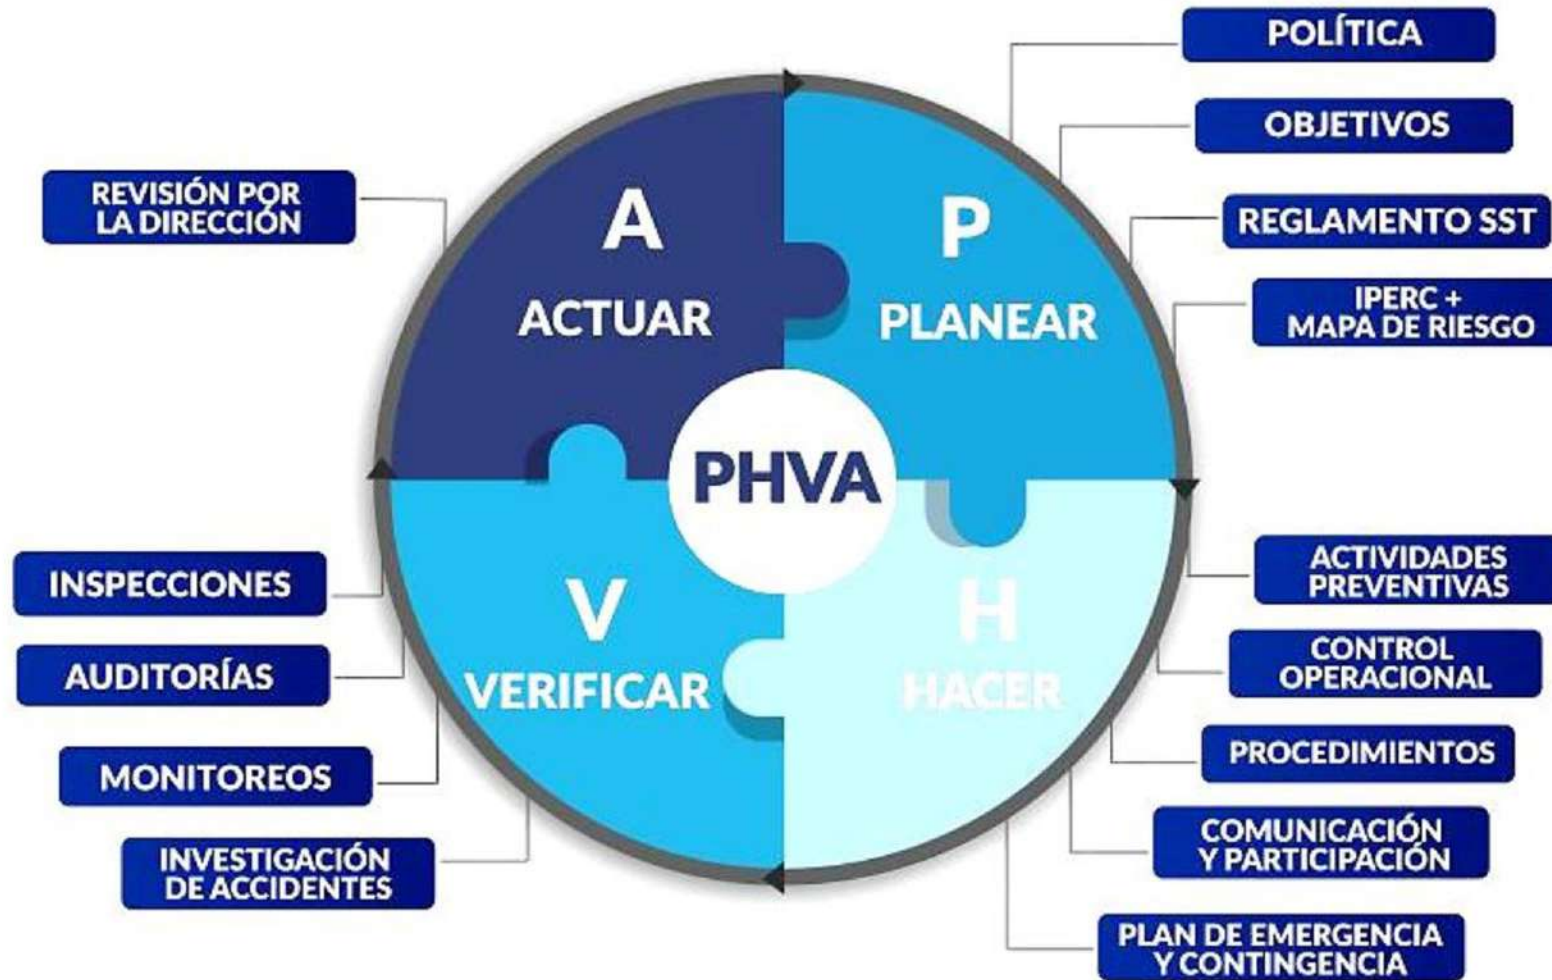 POLÍTICA
OBJETIVOS
REGLAMENTO SST
IPERC +
MAPA DE RIESGO
REVISIÓN POR
LA DIRECCIÓN
A
ACTUAR
P
PLANEAR
PHVA
V
VERIFICAR
H
HACER
ACTIVIDADES
PREVENTIVAS
CONTROL
OPERACIONAL
PROCEDIMIENTOS
COMUNICACIÓN
Y PARTICIPACIÓN
PLAN DE EMERGENCIA
Y CONTINGENCIA
INSPECCIONES
AUDITORÍAS
MONITOREOS
INVESTIGACIÓN
DE ACCIDENTES